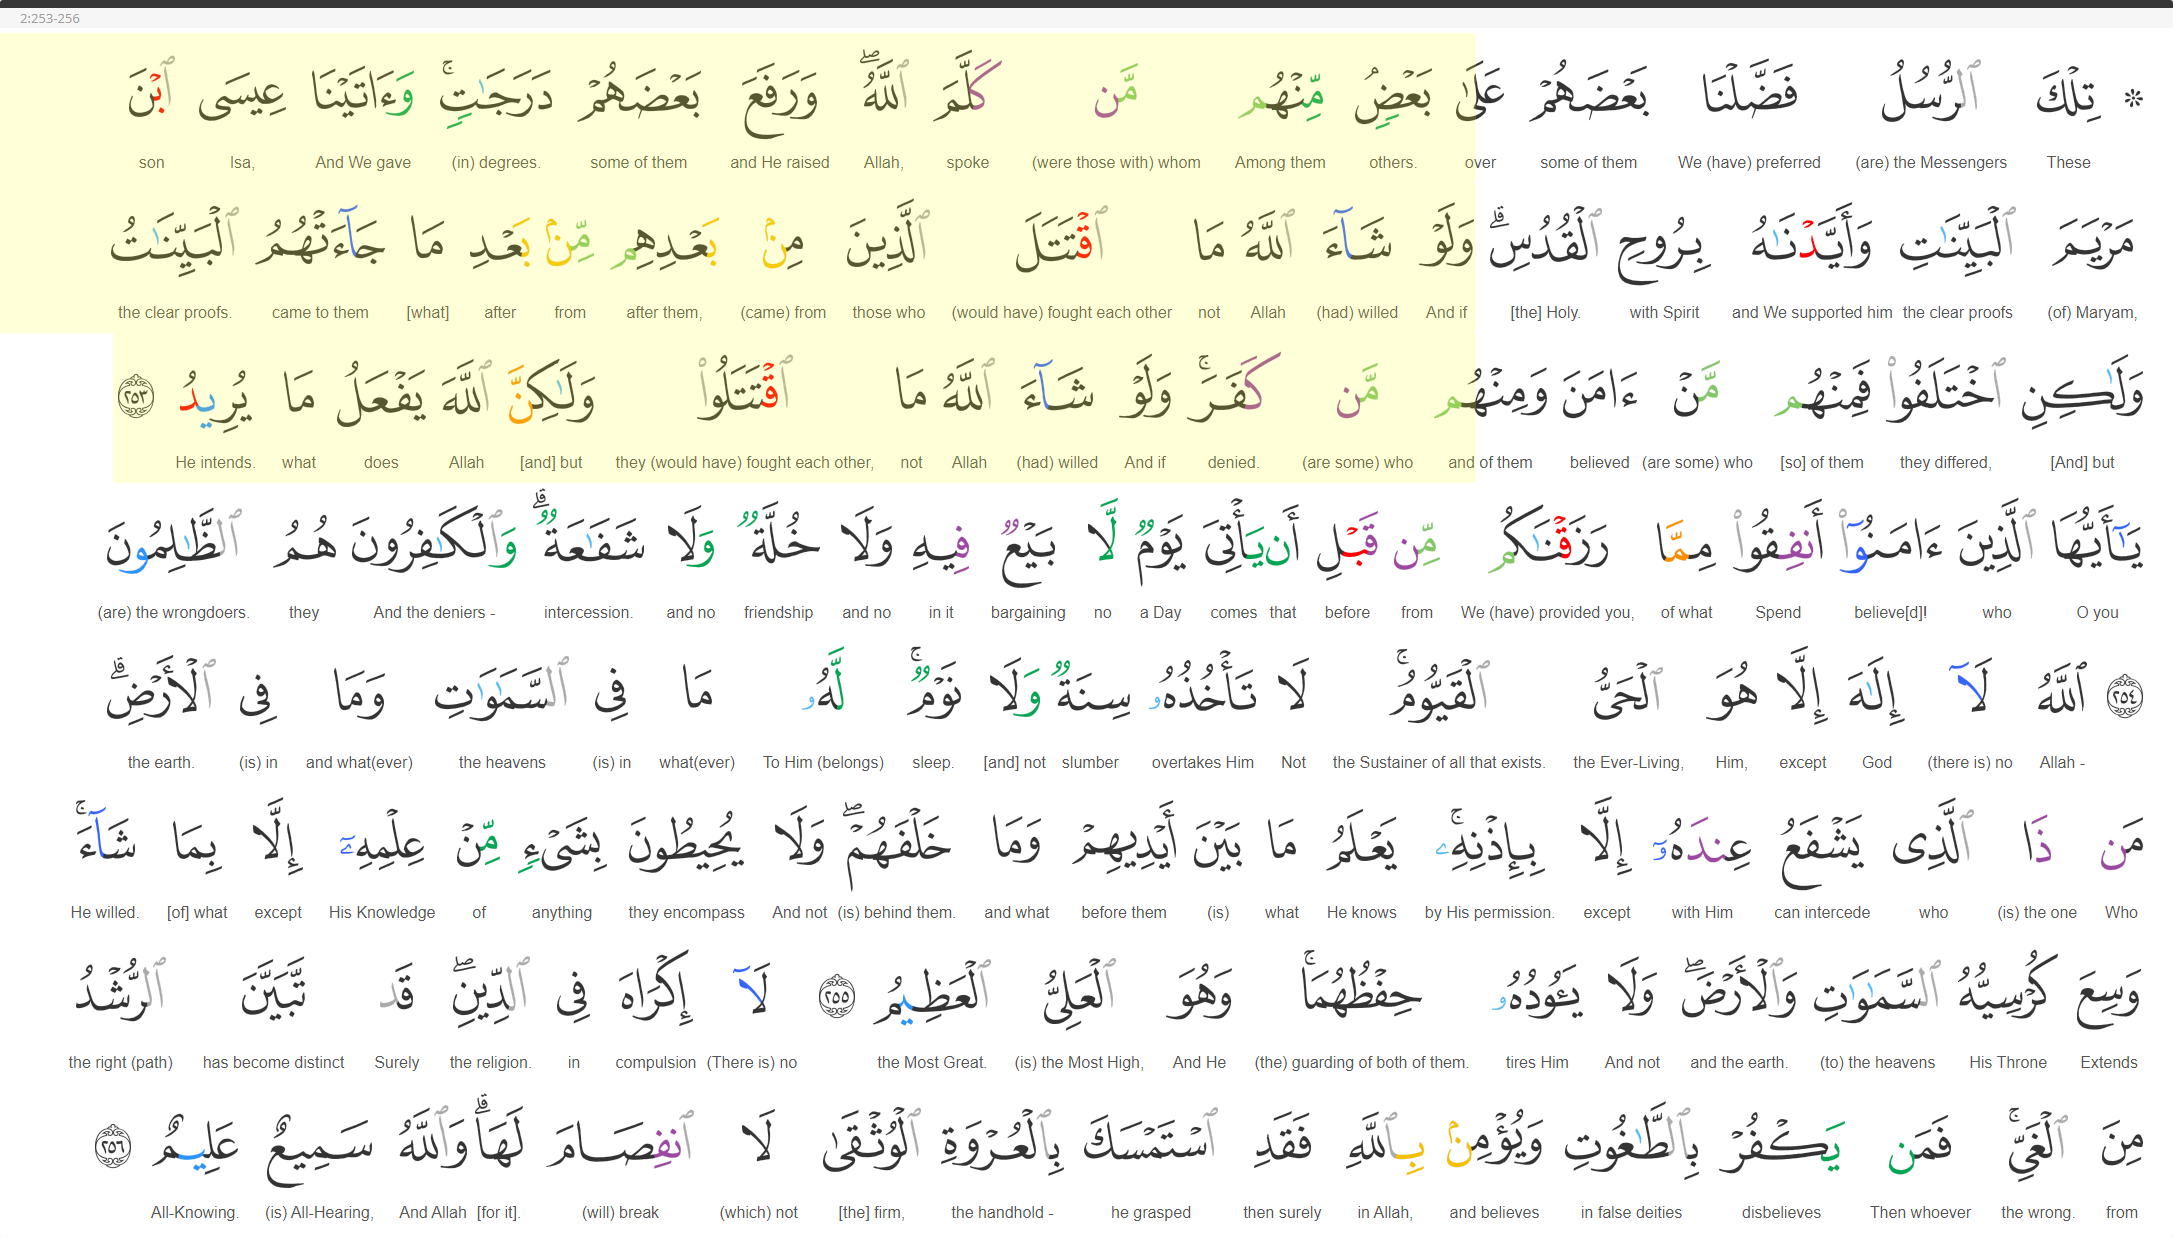 2:253-256
۞ تِلْكَ ٱلرُّسُلُ فَضَّلْنَا بَعْضَهُمْ عَلَىٰ بَعْضٍۢ ۘ مِّنْهُم مَّن كَلَّمَ ٱللَّهُ ۖ وَرَفَعَ بَعْضَهُمْ دَرَجَـٰتٍۢ ۚ وَءَاتَيْنَا عِيسَى ٱبْنَ
These (are) the Messengers We (have) preferred some of them over others. Among them (were those with) whom spoke Allah, and He raised some of them (in) degrees. And We gave Isa, son
مَرْيَمَ ٱلْبَيِّنَـٰتِ وَأَيَّدْنَـٰهُ بِرُوحِ ٱلْقُدُسِ ۗ وَلَوْ شَآءَ ٱللَّهُ مَا ٱقْتَتَلَ ٱلَّذِينَ مِنۢ بَعْدِهِم مِّنۢ بَعْدِ مَا جَآءَتْهُمُ ٱلْبَيِّنَـٰتُ
(of) Maryam, the clear proofs and We supported him with Spirit [the] Holy. And if (had) willed Allah not (would have) fought each other those who (came) from after them, from after [what] came to them the clear proofs.
وَلَـٰكِنِ ٱخْتَلَفُوا۟ فَمِنْهُم مَّنْ ءَامَنَ وَمِنْهُم مَّن كَفَرَ ۚ وَلَوْ شَآءَ ٱللَّهُ مَا ٱقْتَتَلُوا۟ وَلَـٰكِنَّ ٱللَّهَ يَفْعَلُ مَا يُرِيدُ ٢٥٣
[And] but they differed, [so] of them (are some) who believed and of them (are some) who denied. And if (had) willed Allah not they (would have) fought each other, [and] but Allah does what He intends.
يَـٰٓأَيُّهَا ٱلَّذِينَ ءَامَنُوٓا۟ أَنفِقُوا۟ مِمَّا رَزَقْنَـٰكُم مِّن قَبْلِ أَن يَأْتِىَ يَوْمٌۭ لَّا بَيْعٌۭ فِيهِ وَلَا خُلَّةٌۭ وَلَا شَفَـٰعَةٌۭ ۗ وَٱلْكَـٰفِرُونَ هُمُ ٱلظَّـٰلِمُونَ
O you who believe[d]! Spend of what We (have) provided you, from before that comes a Day no bargaining in it and no friendship and no intercession. And the deniers - they (are) the wrongdoers.
٢٥٤ ٱللَّهُ لَآ إِلَـٰهَ إِلَّا هُوَ ٱلْحَىُّ ٱلْقَيُّومُ ۚ لَا تَأْخُذُهُۥ سِنَةٌۭ وَلَا نَوْمٌۭ ۚ لَّهُۥ مَا فِى ٱلسَّمَـٰوَٰتِ وَمَا فِى ٱلْأَرْضِ ۗ
Allah - (there is) no God except Him, the Ever-Living, the Sustainer of all that exists. Not overtakes Him slumber [and] not sleep. To Him (belongs) what(ever) (is) in the heavens and what(ever) (is) in the earth.
مَن ذَا ٱلَّذِى يَشْفَعُ عِندَهُۥٓ إِلَّا بِإِذْنِهِۦ ۚ يَعْلَمُ مَا بَيْنَ أَيْدِيهِمْ وَمَا خَلْفَهُمْ ۖ وَلَا يُحِيطُونَ بِشَىْءٍۢ مِّنْ عِلْمِهِۦٓ إِلَّا بِمَا شَآءَ ۚ
Who (is) the one who can intercede with Him except by His permission. He knows what (is) before them and what (is) behind them. And not they encompass anything of His Knowledge except [of] what He willed.
وَسِعَ كُرْسِيُّهُ ٱلسَّمَـٰوَٰتِ وَٱلْأَرْضَ ۖ وَلَا يَـُٔودُهُۥ حِفْظُهُمَا ۚ وَهُوَ ٱلْعَلِىُّ ٱلْعَظِيمُ ٢٥٥ لَآ إِكْرَاهَ فِى ٱلدِّينِ ۖ قَد تَّبَيَّنَ ٱلرُّشْدُ
Extends His Throne (to) the heavens and the earth. And not tires Him (the) guarding of both of them. And He (is) the Most High, the Most Great. (There is) no compulsion in the religion. Surely has become distinct the right (path)
مِنَ ٱلْغَىِّ ۚ فَمَن يَكْفُرْ بِٱلطَّـٰغُوتِ وَيُؤْمِنۢ بِٱللَّهِ فَقَدِ ٱسْتَمْسَكَ بِٱلْعُرْوَةِ ٱلْوُثْقَىٰ لَا ٱنفِصَامَ لَهَا ۗ وَٱللَّهُ سَمِيعٌ عَلِيمٌ ٢٥٦
from the wrong. Then whoever disbelieves in false deities and believes in Allah, then surely he grasped the handhold - [the] firm, (which) not (will) break [for it]. And Allah (is) All-Hearing, All-Knowing.